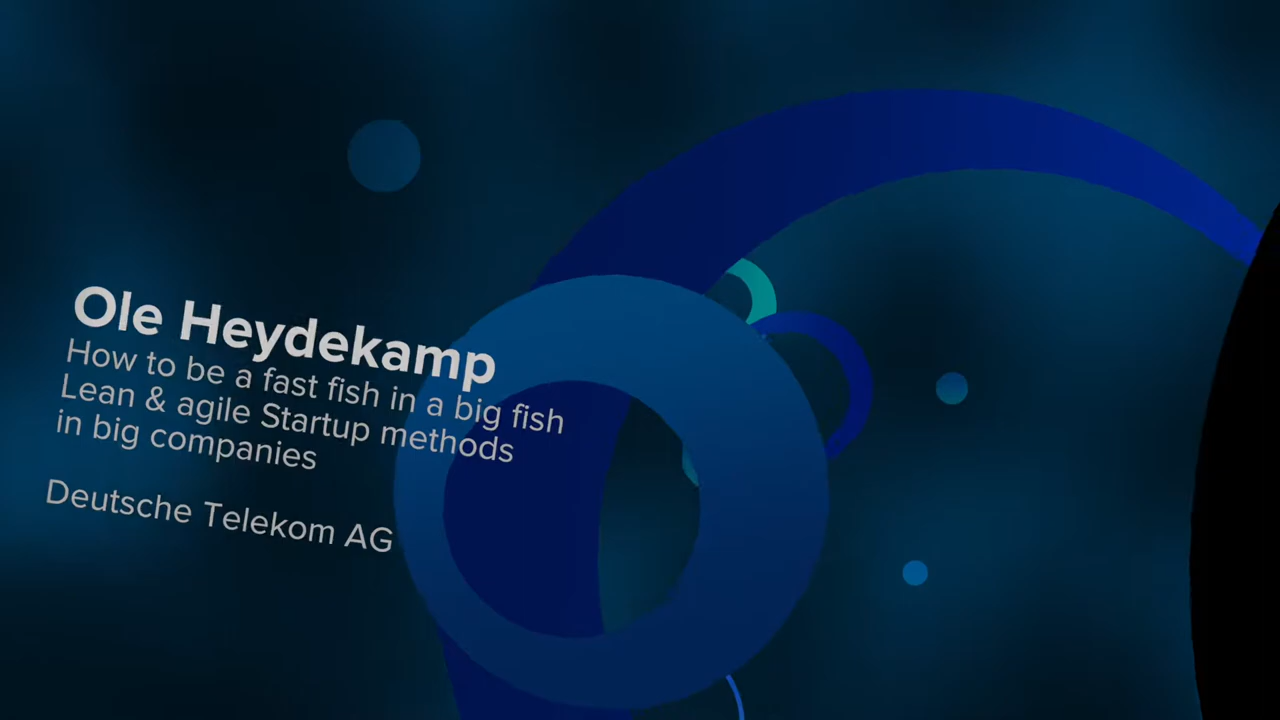 Ole Heydekamp
How to be a fast fish in a big fish
Lean & agile Startup methods
in big companies
Deutsche Telekom AG